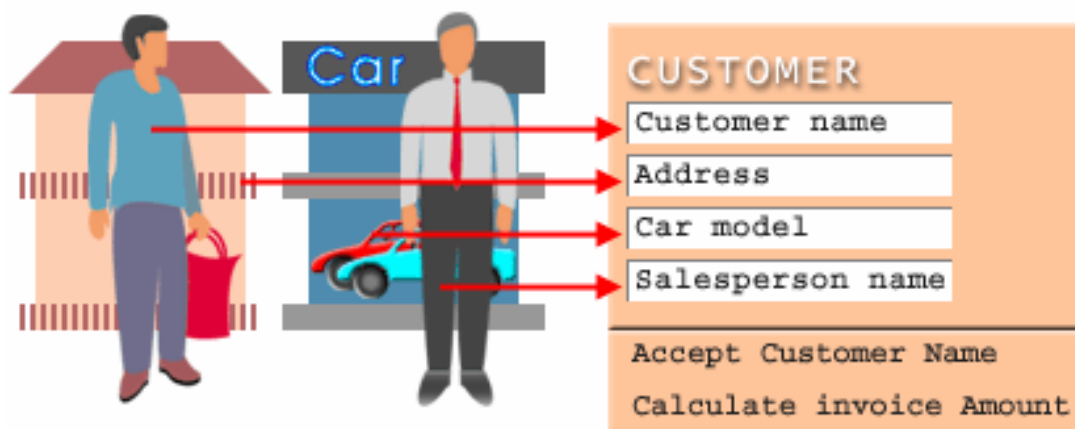 Car
CUSTOMER
Customer name
Address
Car model
Salesperson name
Accept Customer Name
Calculate invoice Amount